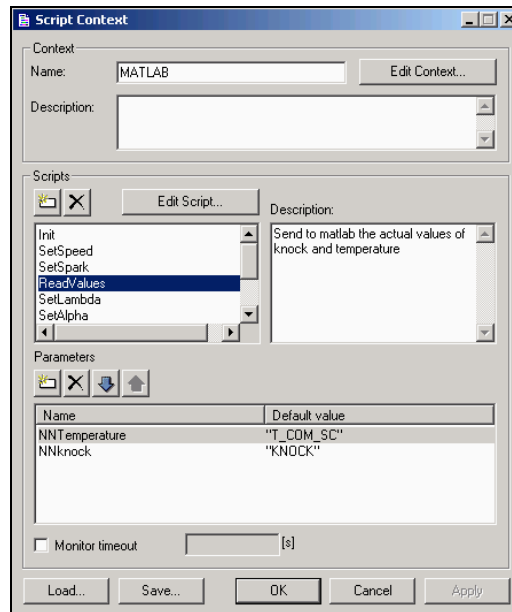 Script Context
Context
Name: MATLAB Edit Context...
Description:
Scripts
Edit Script...
Description:
Init
SetSpeed
SetSpark
ReadValues
SetLambda
SetAlpha
Send to matlab the actual values of
knock and temperature
Parameters
Name Default value
NNTemperature "T_COM_SC"
NNknock "KNOCK"
Monitor timeout [s]
Load... Save... OK Cancel Apply